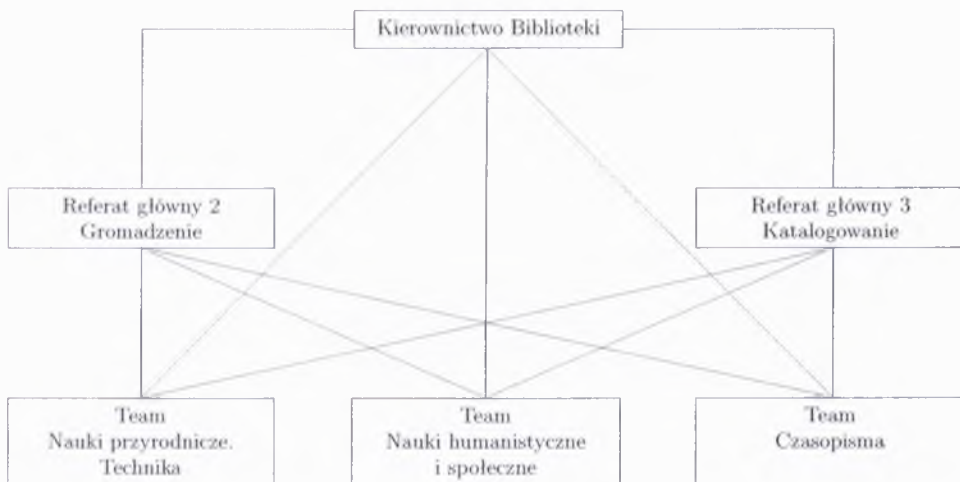 Kierownictwo Biblioteki
Referat główny 2
Gromadzenie
Referat główny 3
Katalogowanie
Team
Nauki przyrodnicze.
Technika
Team
Nauki humanistyczne
i społeczne
Team
Czasopisma